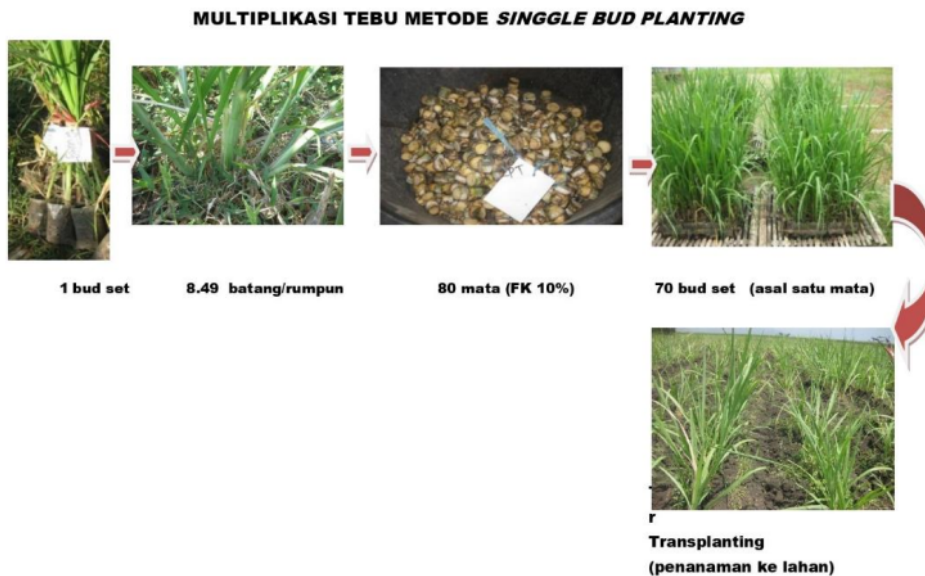 MULTIPLIKASI TEBU METODE SINGGLE BUD PLANTING
1 bud set
8.49 batang/rumpun
80 mata (FK 10%)
70 bud set (asal satu mata)
r
Transplanting
(penanaman ke lahan)